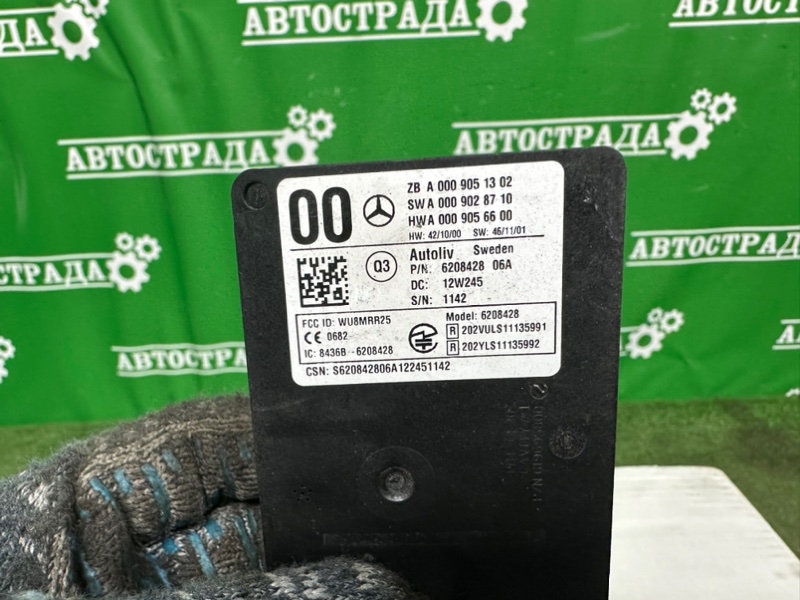 АВТОСТРАДА
АВТОСТРАДА
АВТОСТРАДА
АВТОСТРАДА
АВТОСТРАДА
АВТОСТРАДА
АВТОСТРАДА
00
ZB A 000 905 13 02
SW A 000 902 87 10
HW A 000 905 66 00
HW: 42/10/00 SW: 46/11/01
Q3
Autoliv Sweden
P/N: 6208428 06A
DC: 12W245
S/N: 1142
FCC ID: WU8MRR25
CE 0682
IC: 8436B-6208428
Model: 6208428
R 202VULS11135991
R 202YLS11135992
CSN: S620842806A122451142